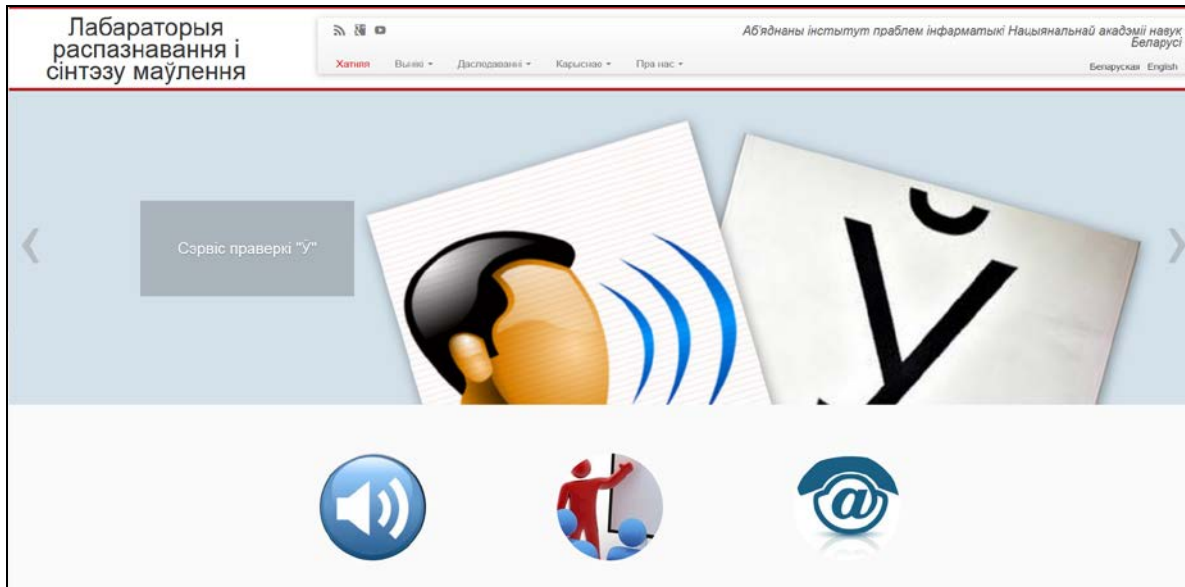 Лабараторыя
распазнавання і
сінтэзу маўлення
Аб'яднаны інстытут праблем інфарматыкі Нацыянальнай акадэміі навук
Беларусі
Хатняя Вынікі Даследаванні Карыснае Пра нас
Беларуская English
Сэрвіс праверкі "Ў"
Ў
@